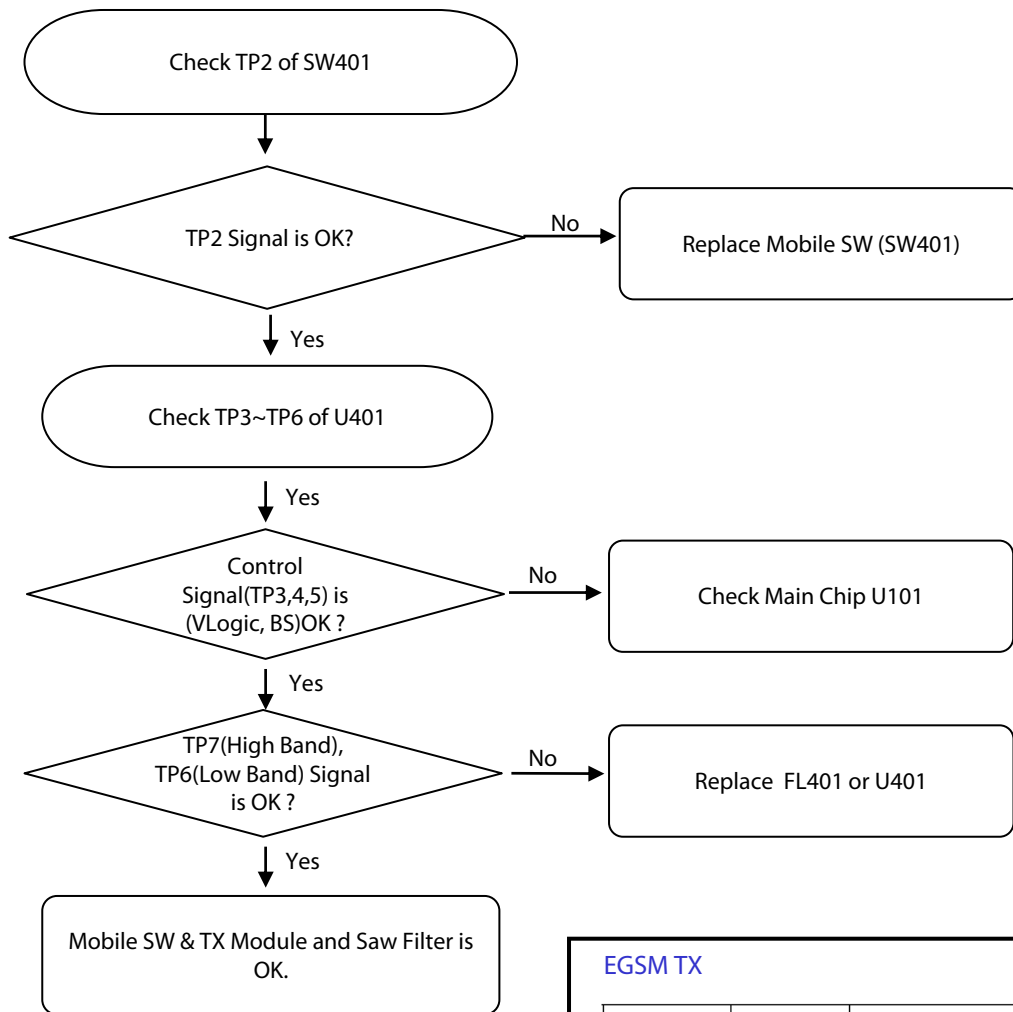 Check TP2 of SW401
TP2 Signal is OK?
No
Replace Mobile SW (SW401)
Yes
Check TP3~TP6 of U401
Yes
Control
Signal(TP3,4,5) is
(VLogic, BS)OK ?
No
Check Main Chip U101
Yes
TP7(High Band),
TP6(Low Band) Signal
is OK ?
No
Replace  FL401 or U401
Yes
Mobile SW & TX Module and Saw Filter is
OK.
EGSM TX